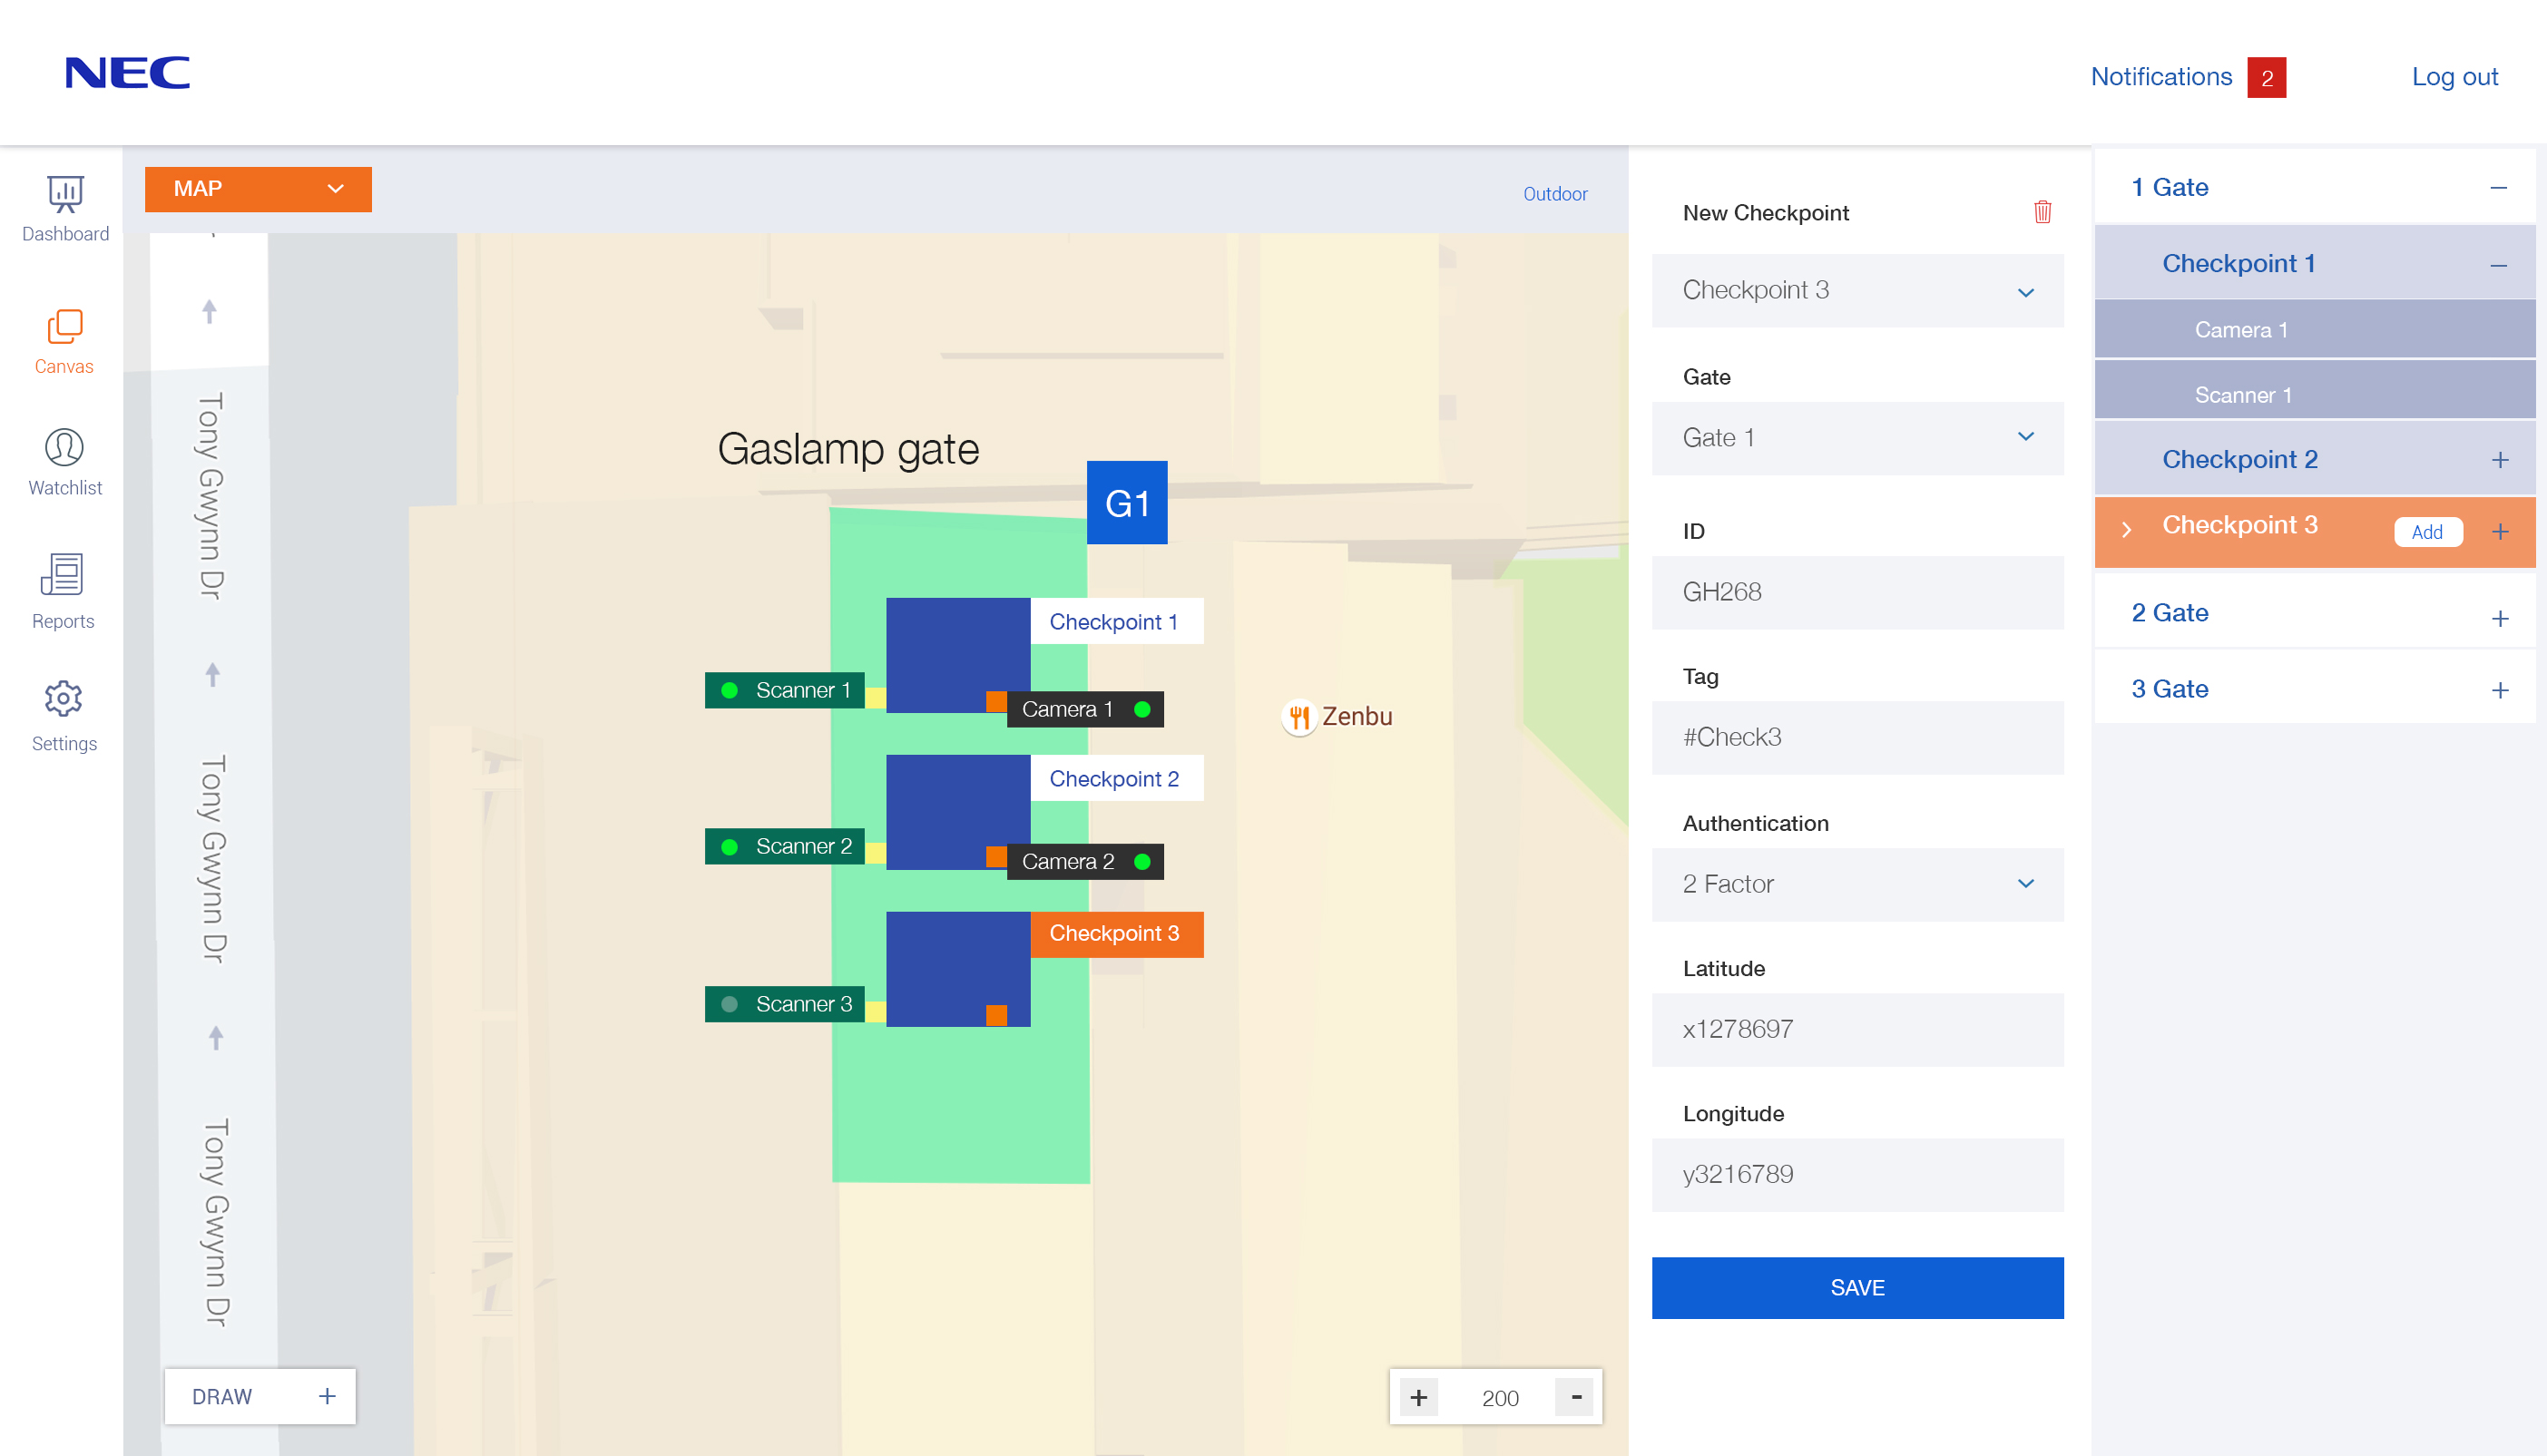 NEC
Notifications 2
Log out
Dashboard
Canvas
Watchlist
Reports
Settings
MAP
Outdoor
Tony Gwynn Dr
Tony Gwynn Dr
Tony Gwynn Dr
Gaslamp gate
G1
Checkpoint 1
Scanner 1
Camera 1
Checkpoint 2
Scanner 2
Camera 2
Checkpoint 3
Scanner 3
Zenbu
DRAW +
+ 200 -
New Checkpoint
Checkpoint 3
Gate
Gate 1
ID
GH268
Tag
#Check3
Authentication
2 Factor
Latitude
x1278697
Longitude
y3216789
SAVE
1 Gate −
Checkpoint 1 −
Camera 1
Scanner 1
Checkpoint 2 +
Checkpoint 3 Add +
2 Gate +
3 Gate +